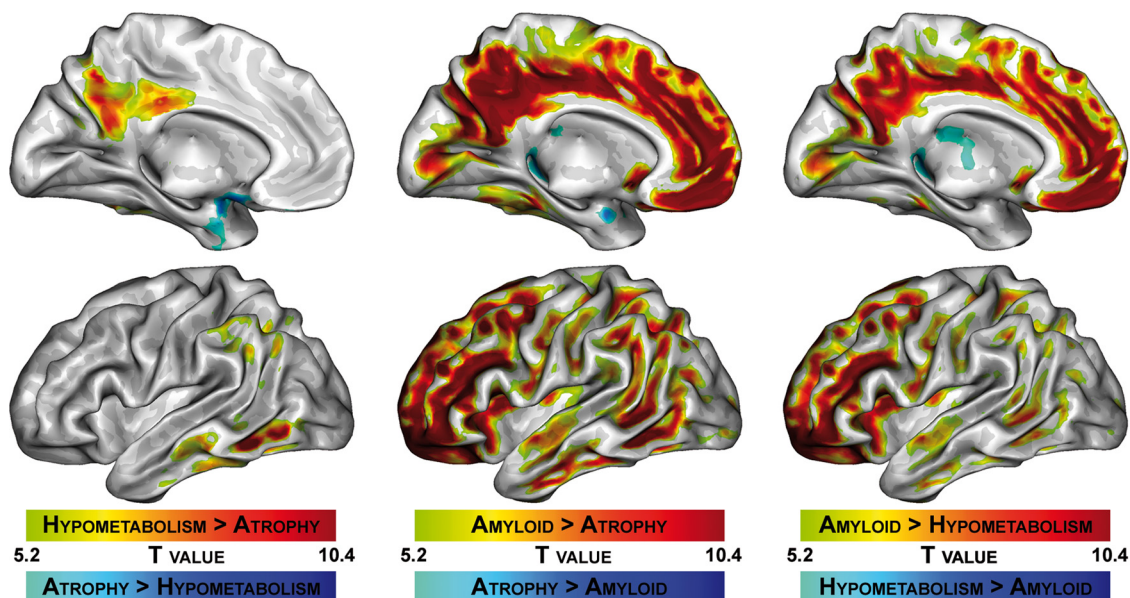 HYPOMETABOLISM > ATROPHY
5.2 T VALUE 10.4
ATROPHY > HYPOMETABOLISM
AMYLOID > ATROPHY
5.2 T VALUE 10.4
ATROPHY > AMYLOID
AMYLOID > HYPOMETABOLISM
5.2 T VALUE 10.4
HYPOMETABOLISM > AMYLOID